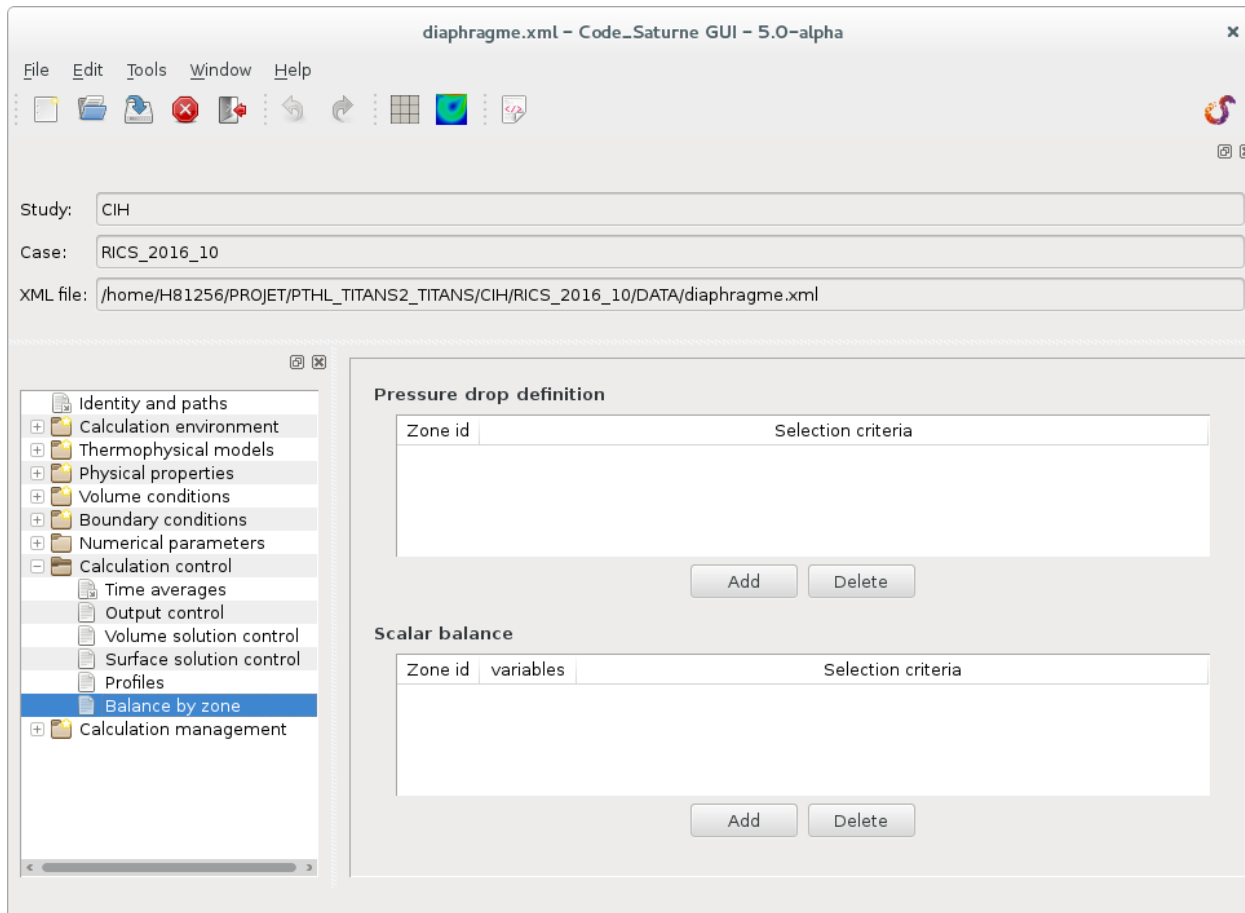 diaphragme.xml – Code_Saturne GUI – 5.0-alpha
File Edit Tools Window Help
Study: CIH
Case: RICS_2016_10
XML file: /home/H81256/PROJET/PTHL_TITANS2_TITANS/CIH/RICS_2016_10/DATA/diaphragme.xml
Identity and paths
Calculation environment
Thermophysical models
Physical properties
Volume conditions
Boundary conditions
Numerical parameters
Calculation control
Time averages
Output control
Volume solution control
Surface solution control
Profiles
Balance by zone
Calculation management
Pressure drop definition
Zone id Selection criteria
Add Delete
Scalar balance
Zone id variables Selection criteria
Add Delete